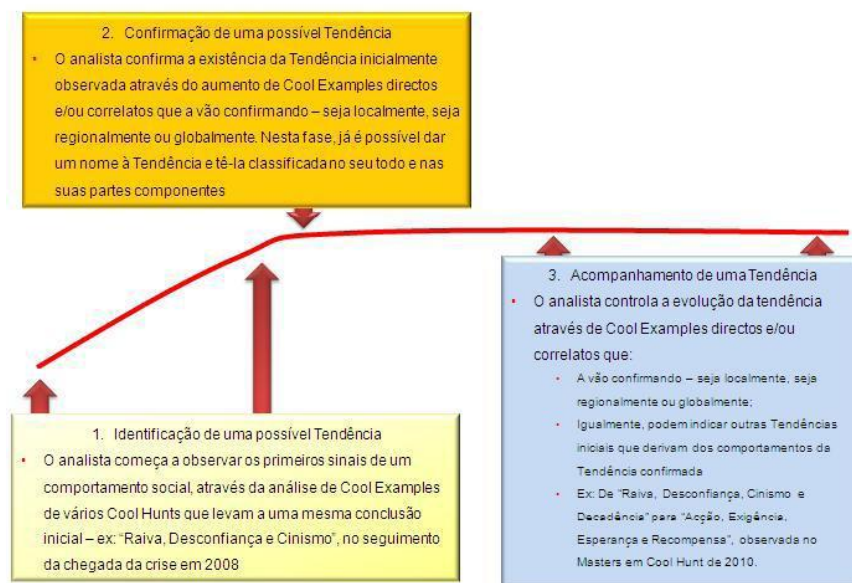 2. Confirmação de uma possível Tendência
• O analista confirma a existência da Tendência inicialmente
observada através do aumento de Cool Examples directos
e/ou correlatos que a vão confirmando – seja localmente, seja
regionalmente ou globalmente. Nesta fase, já é possível dar
um nome à Tendência e tê-la classificada no seu todo e nas
suas partes componentes
1. Identificação de uma possível Tendência
• O analista começa a observar os primeiros sinais de um
comportamento social, através da análise de Cool Examples
de vários Cool Hunts que levam a uma mesma conclusão
inicial – ex: “Raiva, Desconfiança e Cinismo”, no seguimento
da chegada da crise em 2008
3. Acompanhamento de uma Tendência
• O analista controla a evolução da tendência
através de Cool Examples directos e/ou
correlatos que:
• A vão confirmando – seja localmente, seja
regionalmente ou globalmente;
• Igualmente, podem indicar outras Tendências
iniciais que derivam dos comportamentos da
Tendência confirmada
• Ex: De “Raiva, Desconfiança, Cinismo e
Decadência” para “Acção, Exigência,
Esperança e Recompensa”, observada no
Masters em Cool Hunt de 2010.